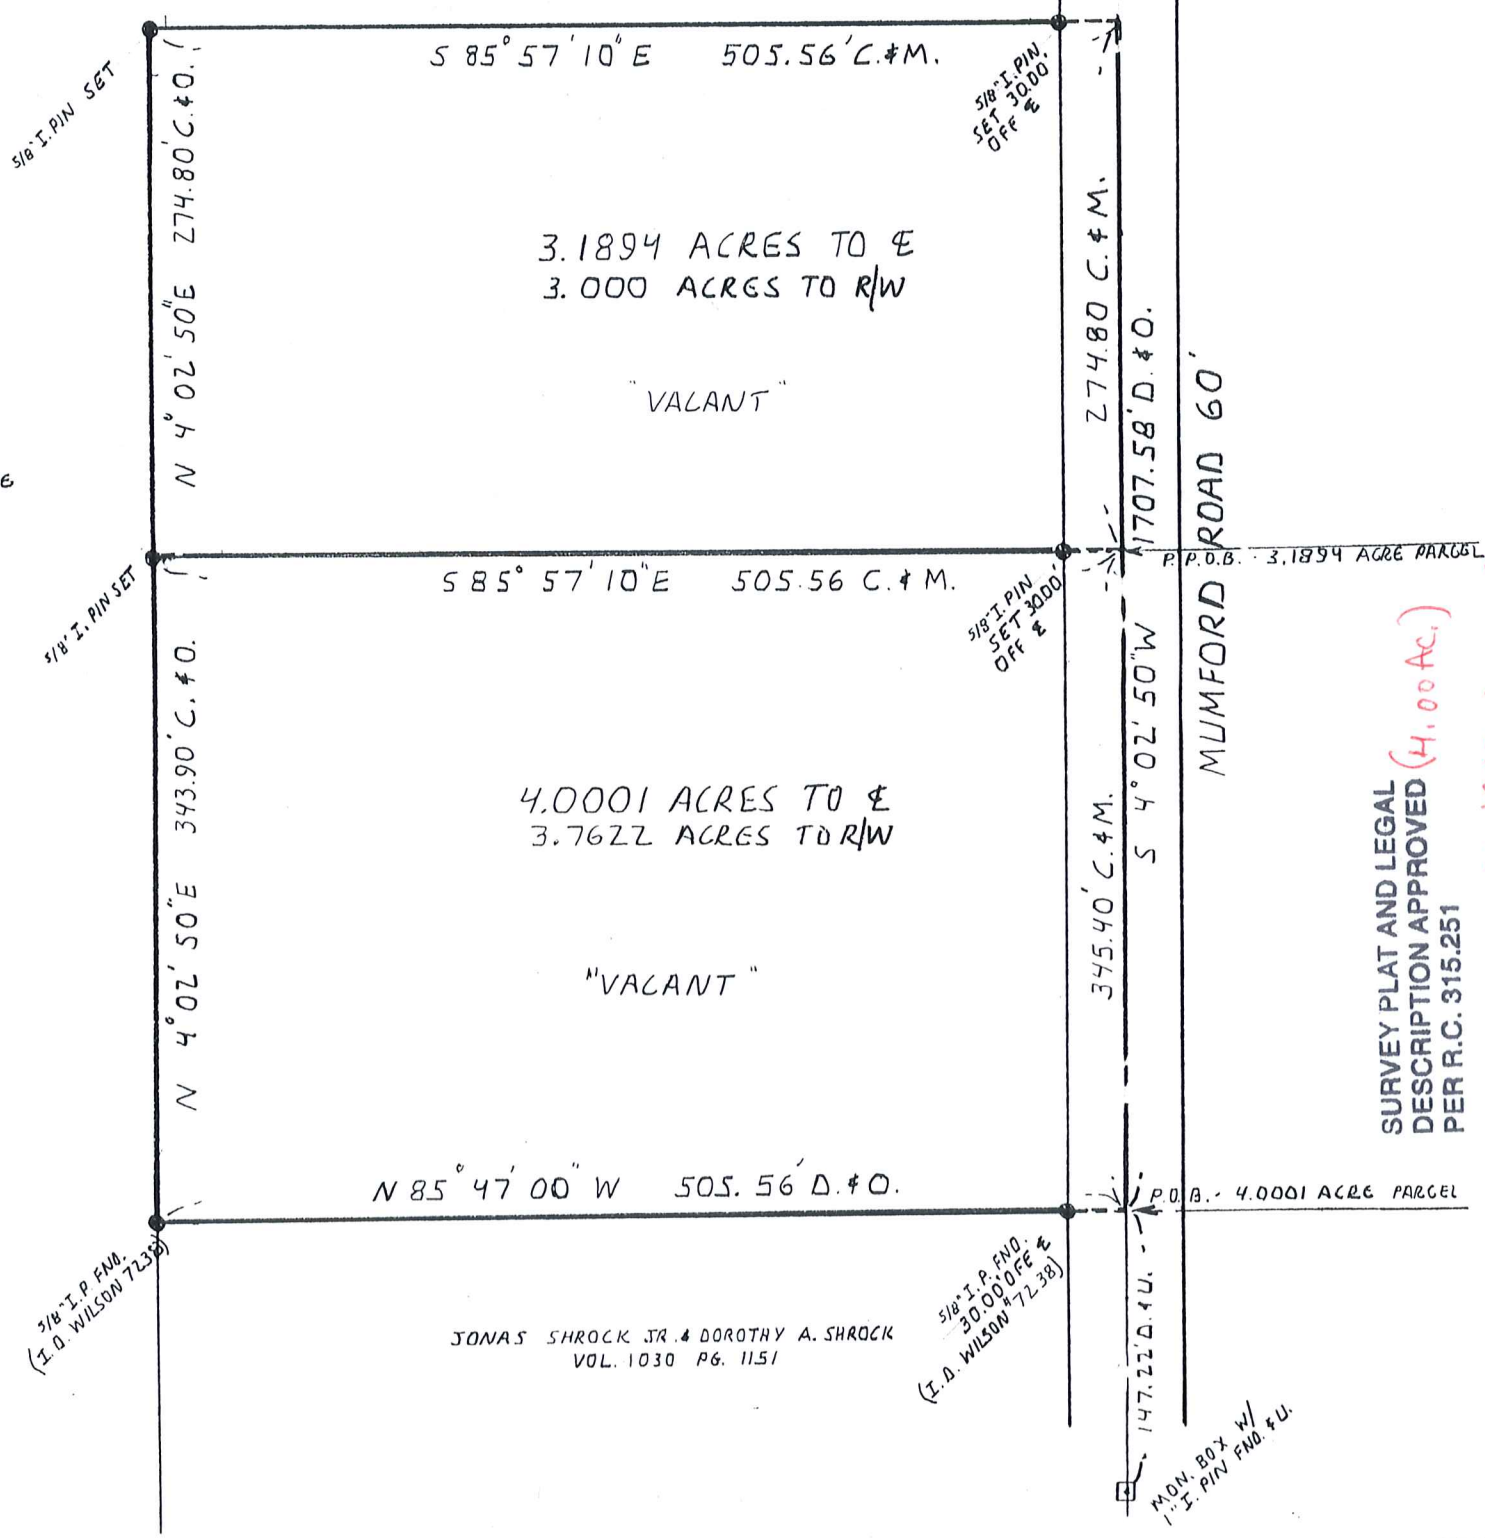 S 85° 57' 10" E 505.56' C. & M.
5/8" I. PIN SET
5/8" I. PIN.
SET 30.00'
OFF ℄
N 4° 02' 50" E 274.80' C. & O.
3.1894 ACRES TO ℄
3.000 ACRES TO R/W
"VACANT"
274.80 C. & M.
1707.58' D. & O.
MUMFORD ROAD 60'
E
P.P.O.B. - 3.1894 ACRE PARCEL
S 85° 57' 10" E 505.56 C. & M.
5/8" I. PIN SET
5/8" I. PIN
SET 30.00'
OFF ℄
N 4° 02' 50" E 343.90' C. & O.
4.0001 ACRES TO ℄
3.7622 ACRES TO R/W
"VACANT"
345.40' C. & M.
S 4° 02' 50" W
SURVEY PLAT AND LEGAL
DESCRIPTION APPROVED (4.00 Ac.)
PER R.C. 315.251
N 85° 47' 00" W 505.56' D. & O.
P.O.B. - 4.0001 ACRE PARCEL
5/8" I.P. FND.
(I.D. WILSON 7238)
5/8" I.P. FND.
30.00' OFF ℄
(I.D. WILSON #7238)
JONAS SHROCK JR. & DOROTHY A. SHROCK
VOL. 1030 PG. 1151
147.22' D. & U.
MON. BOX W/
1" I. PIN FND. & U.